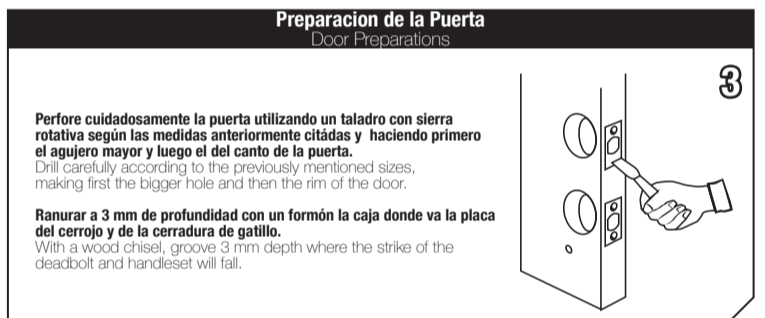 Preparacion de la Puerta
Door Preparations
3
Perfore cuidadosamente la puerta utilizando un taladro con sierra
rotativa según las medidas anteriormente citádas y haciendo primero
el agujero mayor y luego el del canto de la puerta.
Drill carefully according to the previously mentioned sizes,
making first the bigger hole and then the rim of the door.
Ranurar a 3 mm de profundidad con un formón la caja donde va la placa
del cerrojo y de la cerradura de gatillo.
With a wood chisel, groove 3 mm depth where the strike of the
deadbolt and handleset will fall.